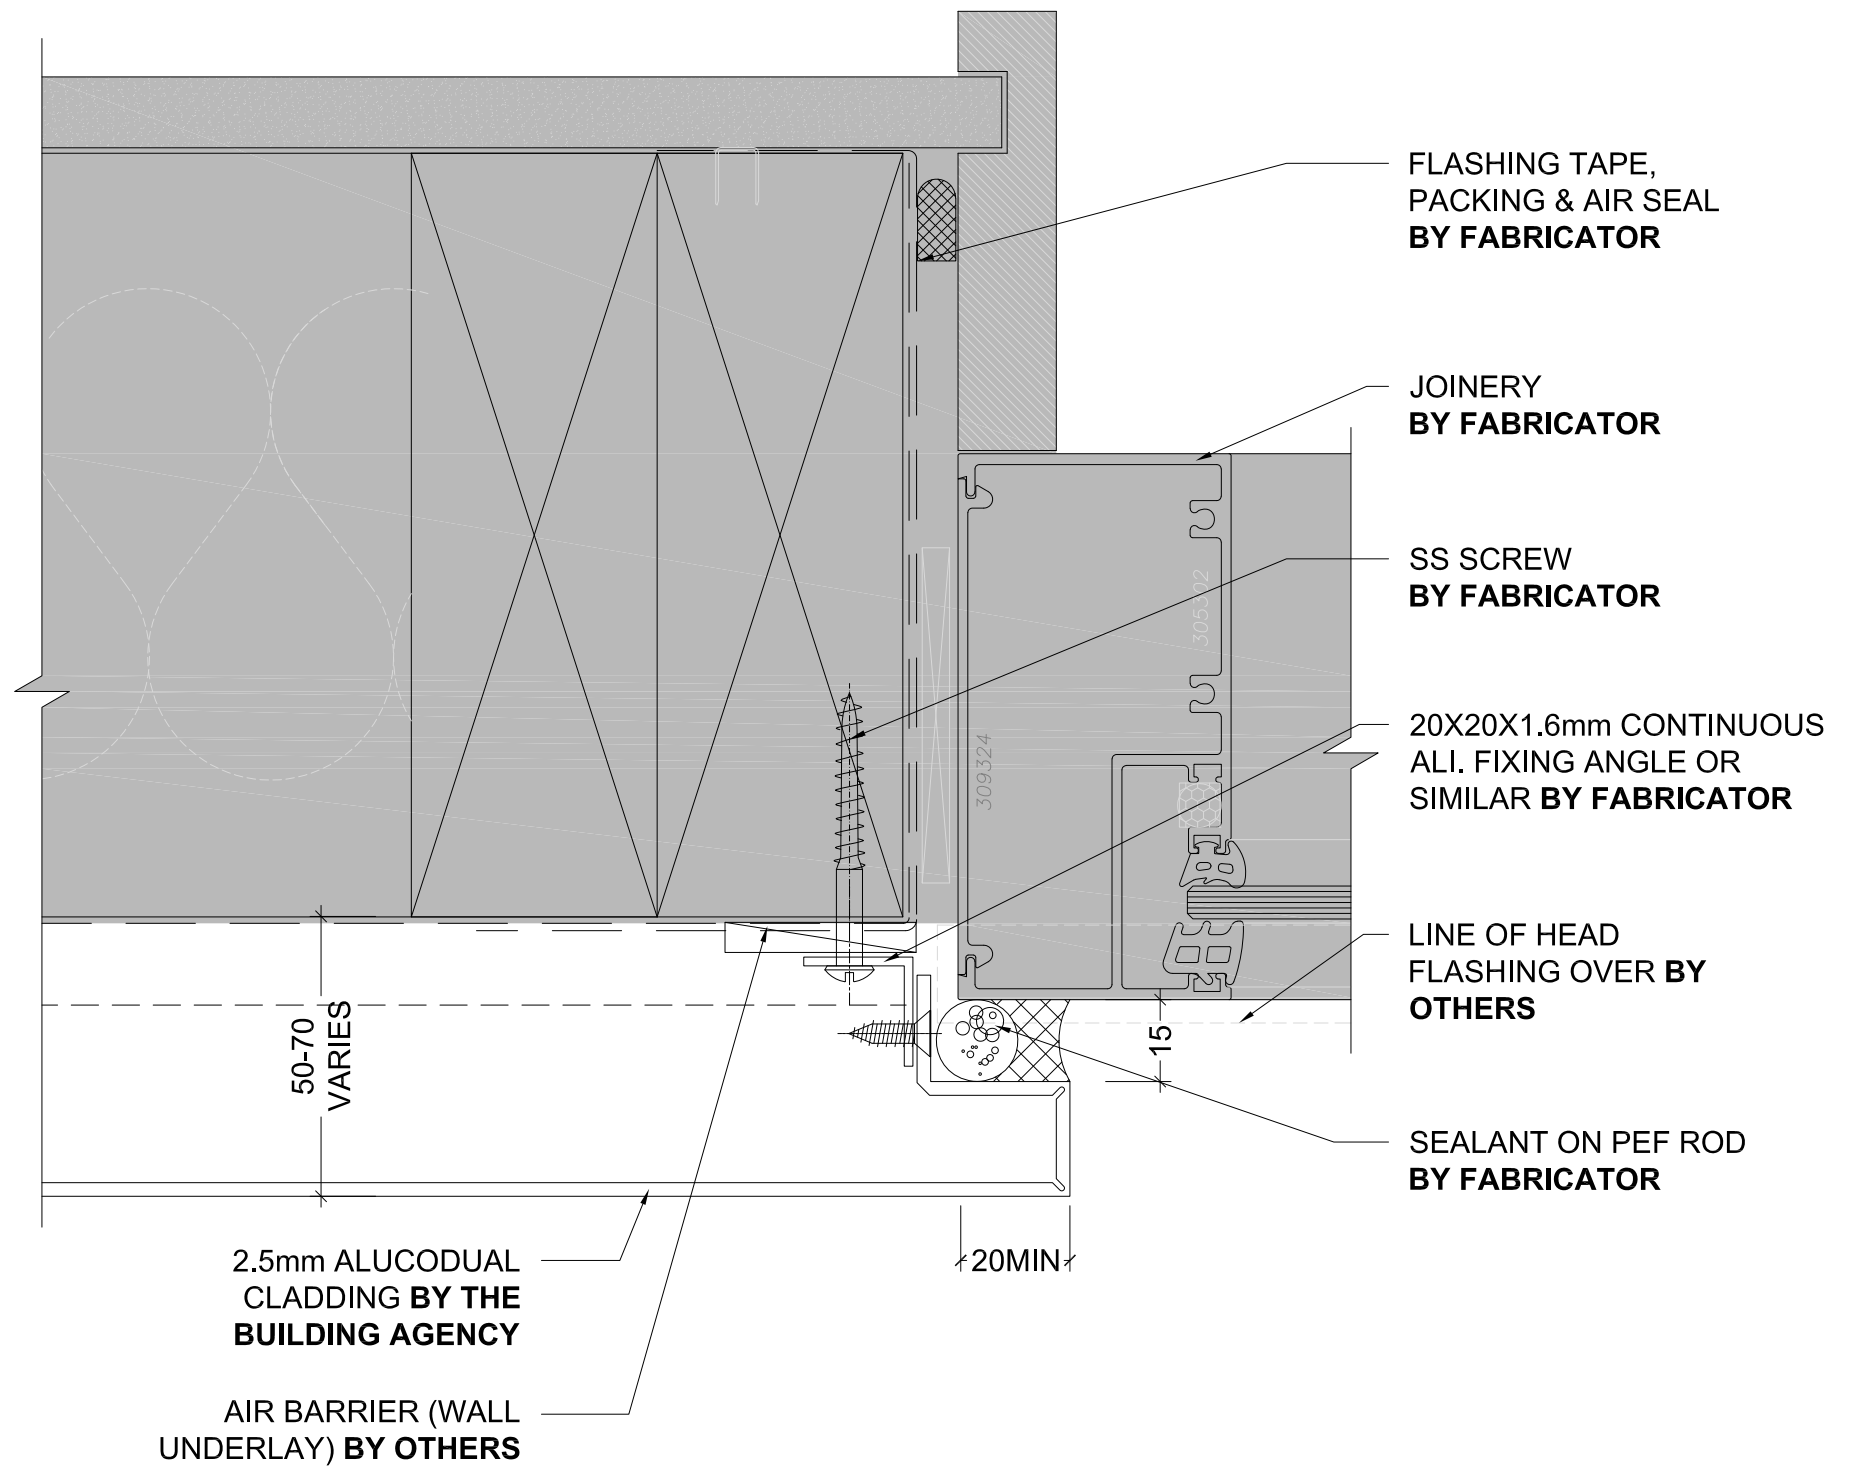 FLASHING TAPE,
PACKING & AIR SEAL
BY FABRICATOR
JOINERY
BY FABRICATOR
SS SCREW
BY FABRICATOR
305302
309324
20X20X1.6mm CONTINUOUS
ALI. FIXING ANGLE OR
SIMILAR BY FABRICATOR
LINE OF HEAD
FLASHING OVER BY
OTHERS
50-70
VARIES
15
SEALANT ON PEF ROD
BY FABRICATOR
20MIN
2.5mm ALUCODUAL
CLADDING BY THE
BUILDING AGENCY
AIR BARRIER (WALL
UNDERLAY) BY OTHERS